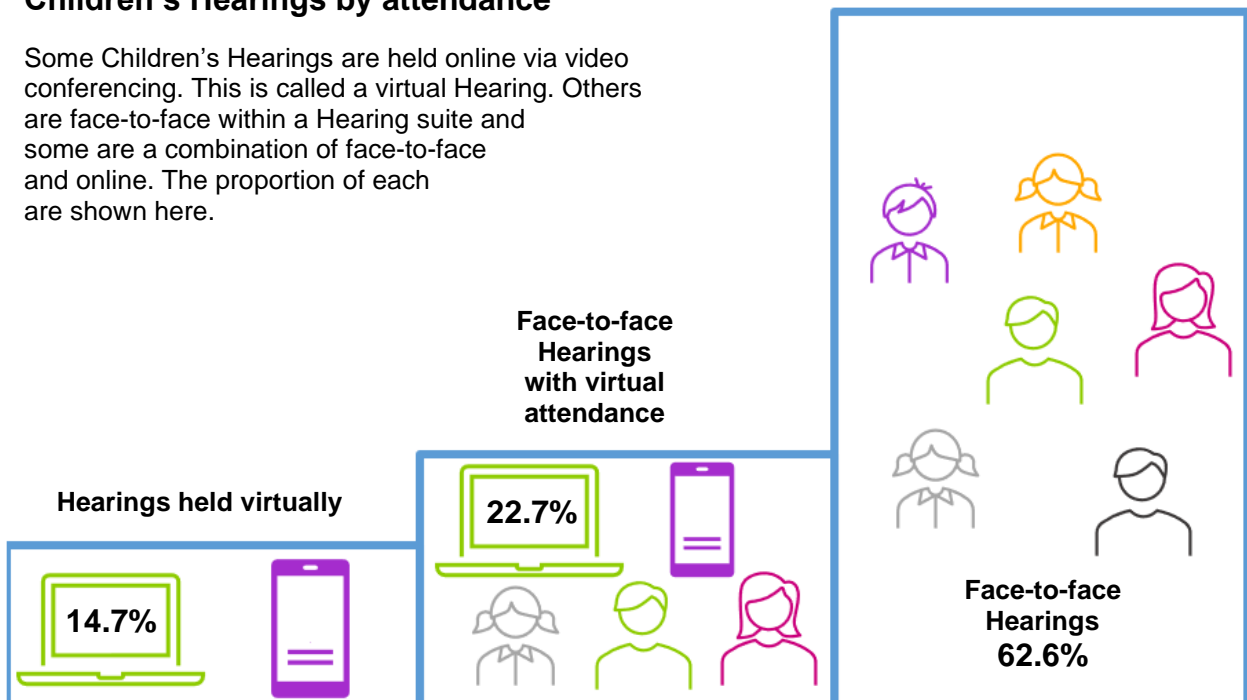 Children's Hearings by attendance
Some Children's Hearings are held online via video
conferencing. This is called a virtual Hearing. Others
are face-to-face within a Hearing suite and
some are a combination of face-to-face
and online. The proportion of each
are shown here.
Hearings held virtually
14.7%
Face-to-face
Hearings
with virtual
attendance
22.7%
Face-to-face
Hearings
62.6%